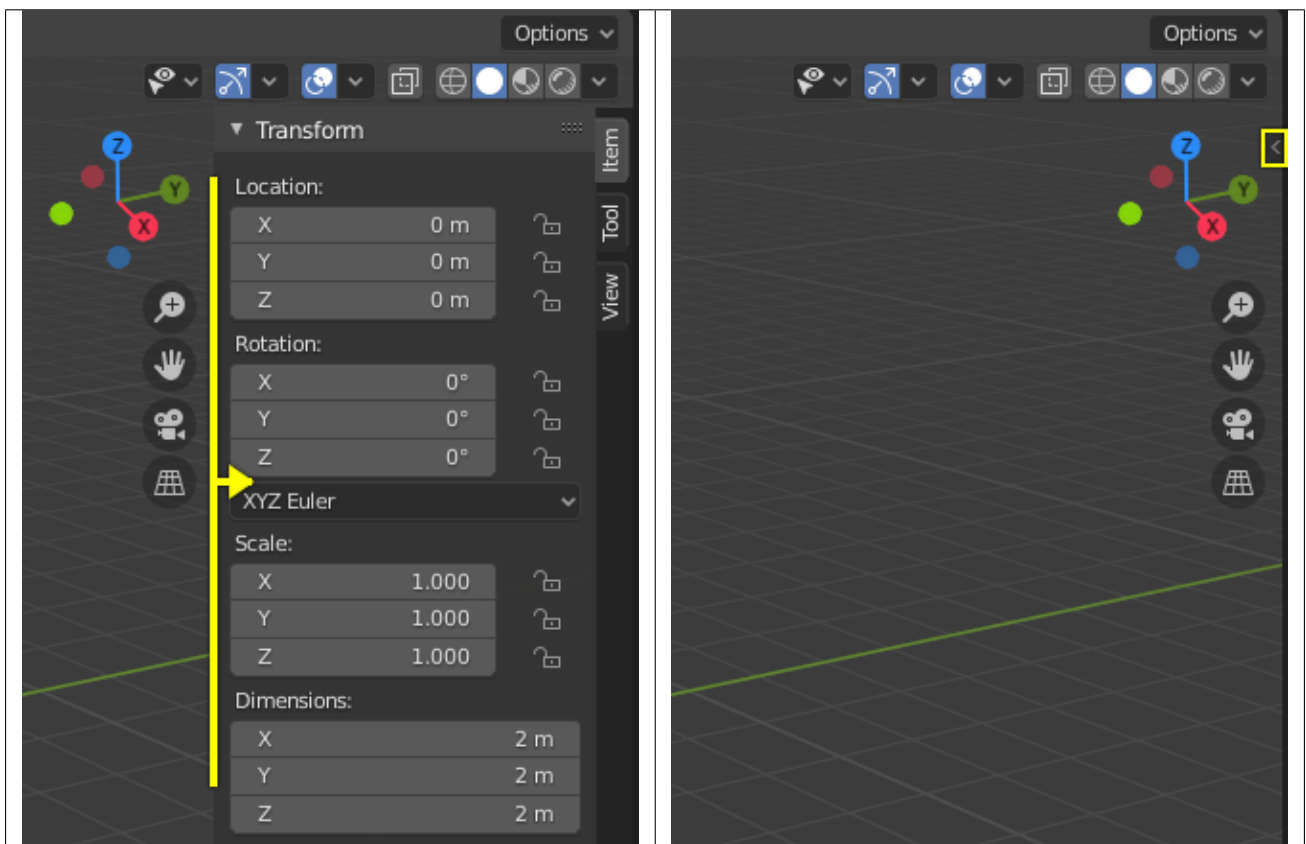 Options
Transform
Item
Tool
View
Z
Y
X
Location:
X 0 m
Y 0 m
Z 0 m
Rotation:
X 0°
Y 0°
Z 0°
XYZ Euler
Scale:
X 1.000
Y 1.000
Z 1.000
Dimensions:
X 2 m
Y 2 m
Z 2 m
Options
Z
Y
X